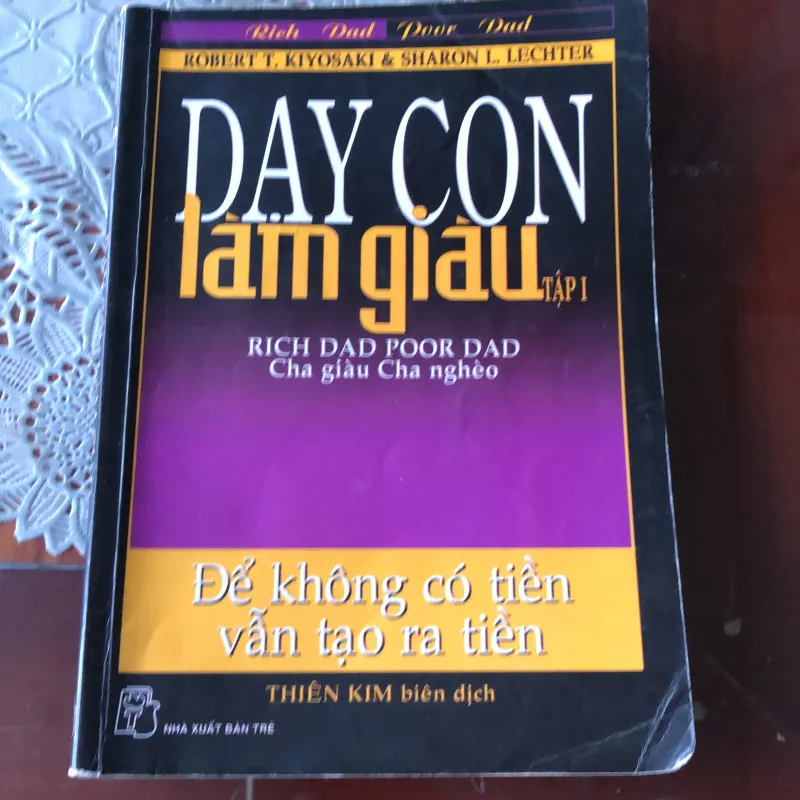 Rich Dad Poor Dad
ROBERT T. KIYOSAKI & SHARON L. LECHTER
DẠY CON
làm giàu TẬP I
RICH DAD POOR DAD
Cha giàu Cha nghèo
Để không có tiền
vẫn tạo ra tiền
THIÊN KIM biên dịch
NHÀ XUẤT BẢN TRẺ